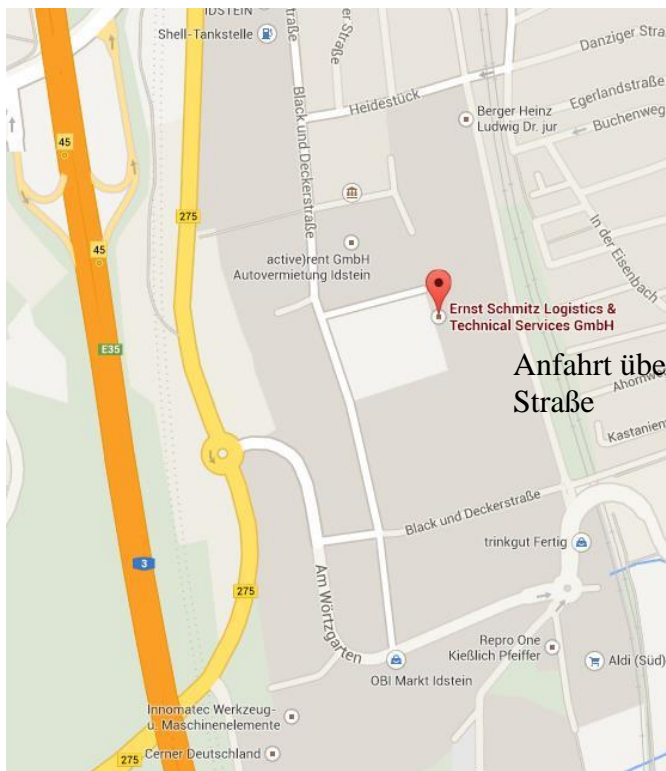 IDSTEIN
Shell-Tankstelle
er Straße
straße
Danziger Stra
Heidestück
Berger Heinz
Ludwig Dr. jur
Egerlandstraße
Buchenweg
45
Black und Deckerstraße
275
active)rent GmbH
Autovermietung Idstein
In der Eisenbach
45
Ernst Schmitz Logistics &
Technical Services GmbH
E35
Anfahrt übe
Straße
Ahornwe
Kastanien
Black und Deckerstraße
trinkgut Fertig
3
275
Am Wörtzgarten
Repro One
Kießlich Pfeiffer
Aldi (Süd)
OBI Markt Idstein
Innomatec Werkzeug-
u. Maschinenelemente
Cerner Deutschland
275